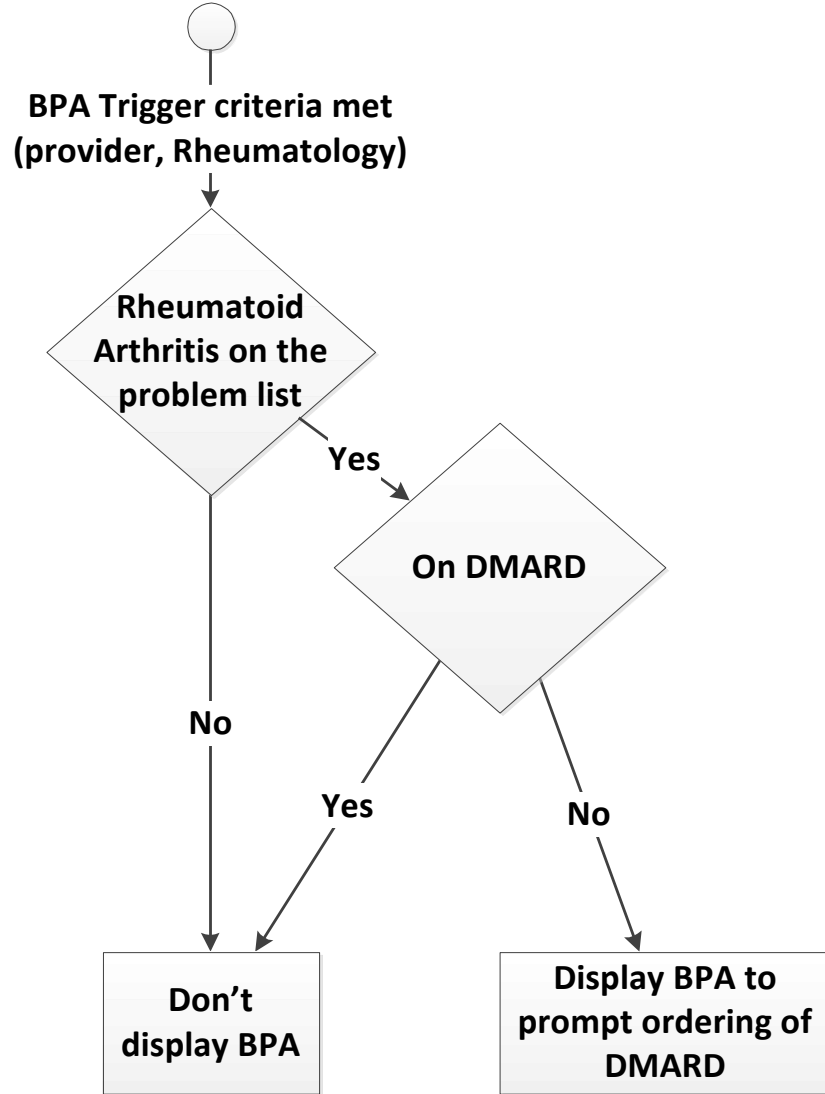 BPA Trigger criteria met
(provider, Rheumatology)
Rheumatoid
Arthritis on the
problem list
Yes
On DMARD
No
Yes
No
Don’t
display BPA
Display BPA to
prompt ordering of
DMARD